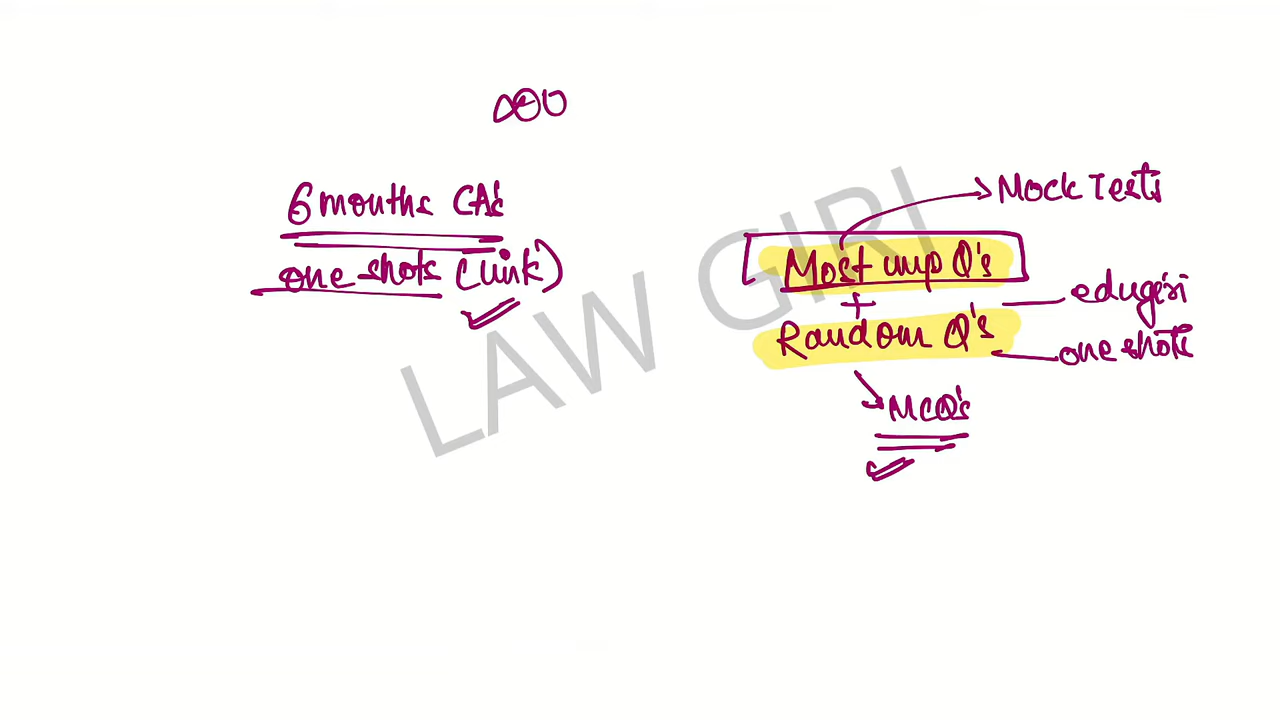 6 months CA's
one shots (Link)
Mock Tests
Most imp Q's
+
Random Q's
edugiri
one shots
MCQ's
LAW GIRI